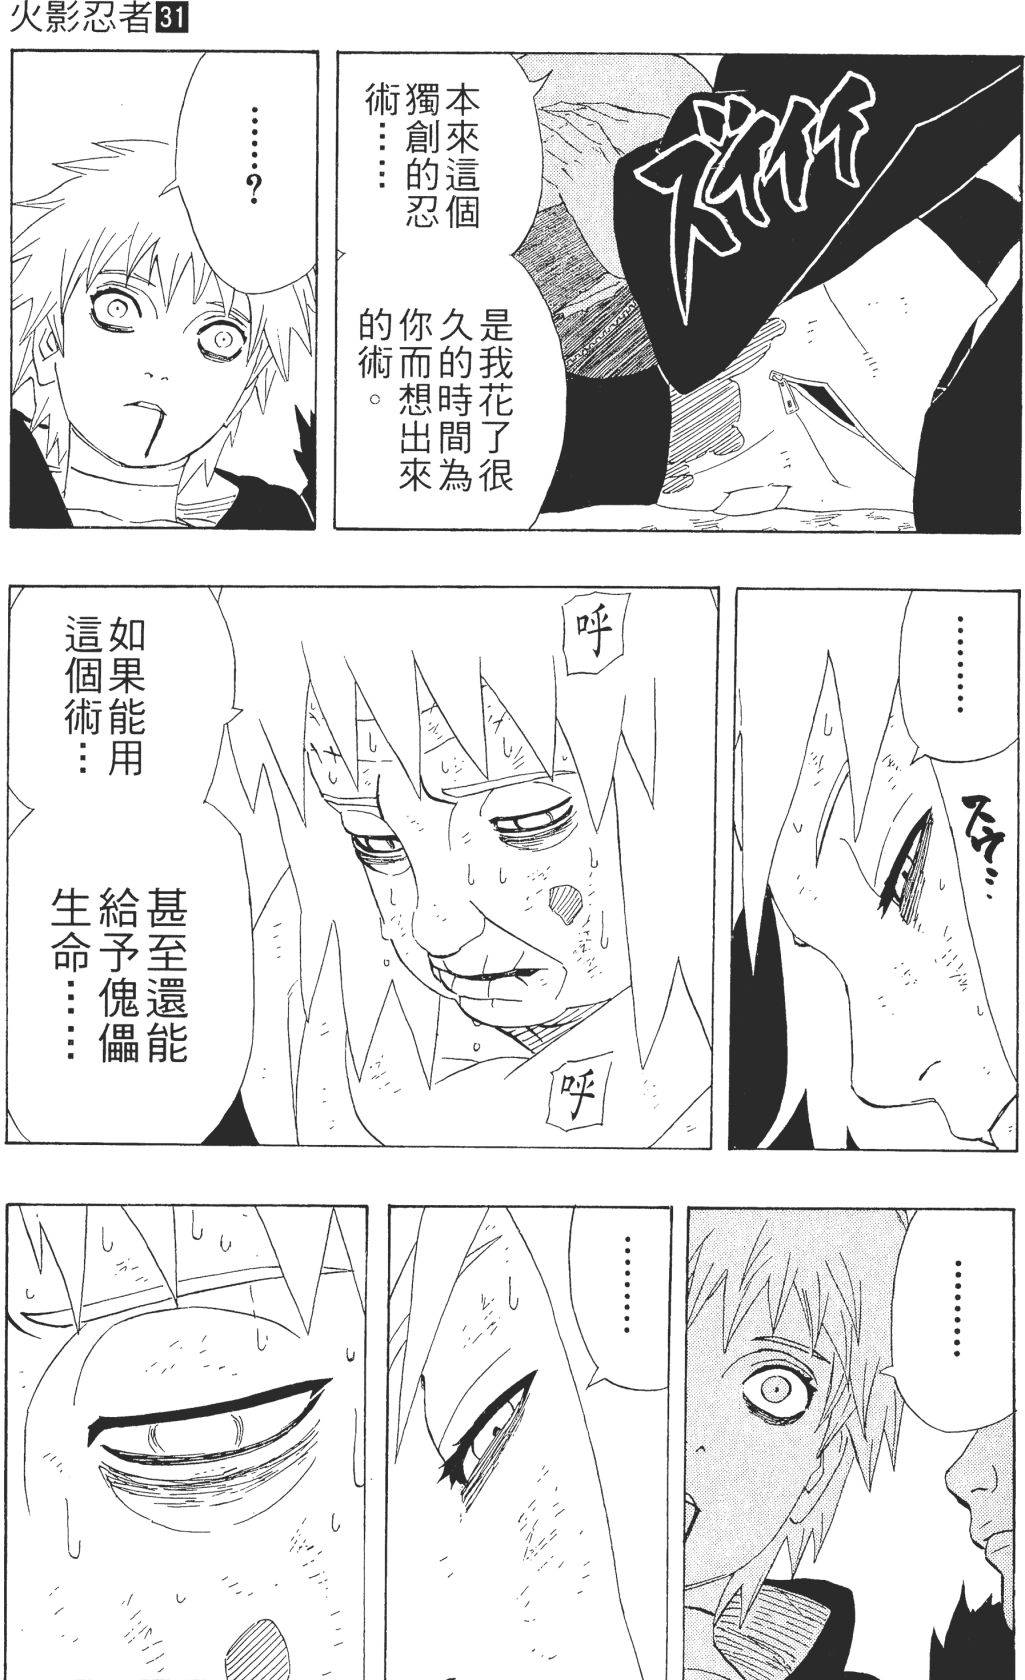 火影忍者31
本來這個
獨創的忍
術……
ズイイイ
是我花了很
久的時間為
你而想出來
的術。
……？
………
スウ…
呼
呼
如果能用
這個術…
甚至還能
給予傀儡
生命……
………
………